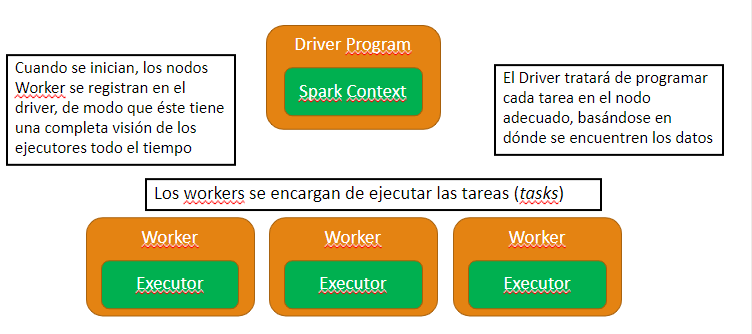 Driver Program
Spark Context
Cuando se inician, los nodos
Worker se registran en el
driver, de modo que éste tiene
una completa visión de los
ejecutores todo el tiempo
El Driver tratará de programar
cada tarea en el nodo
adecuado, basándose en
dónde se encuentren los datos
Los workers se encargan de ejecutar las tareas (tasks)
Worker
Executor
Worker
Executor
Worker
Executor